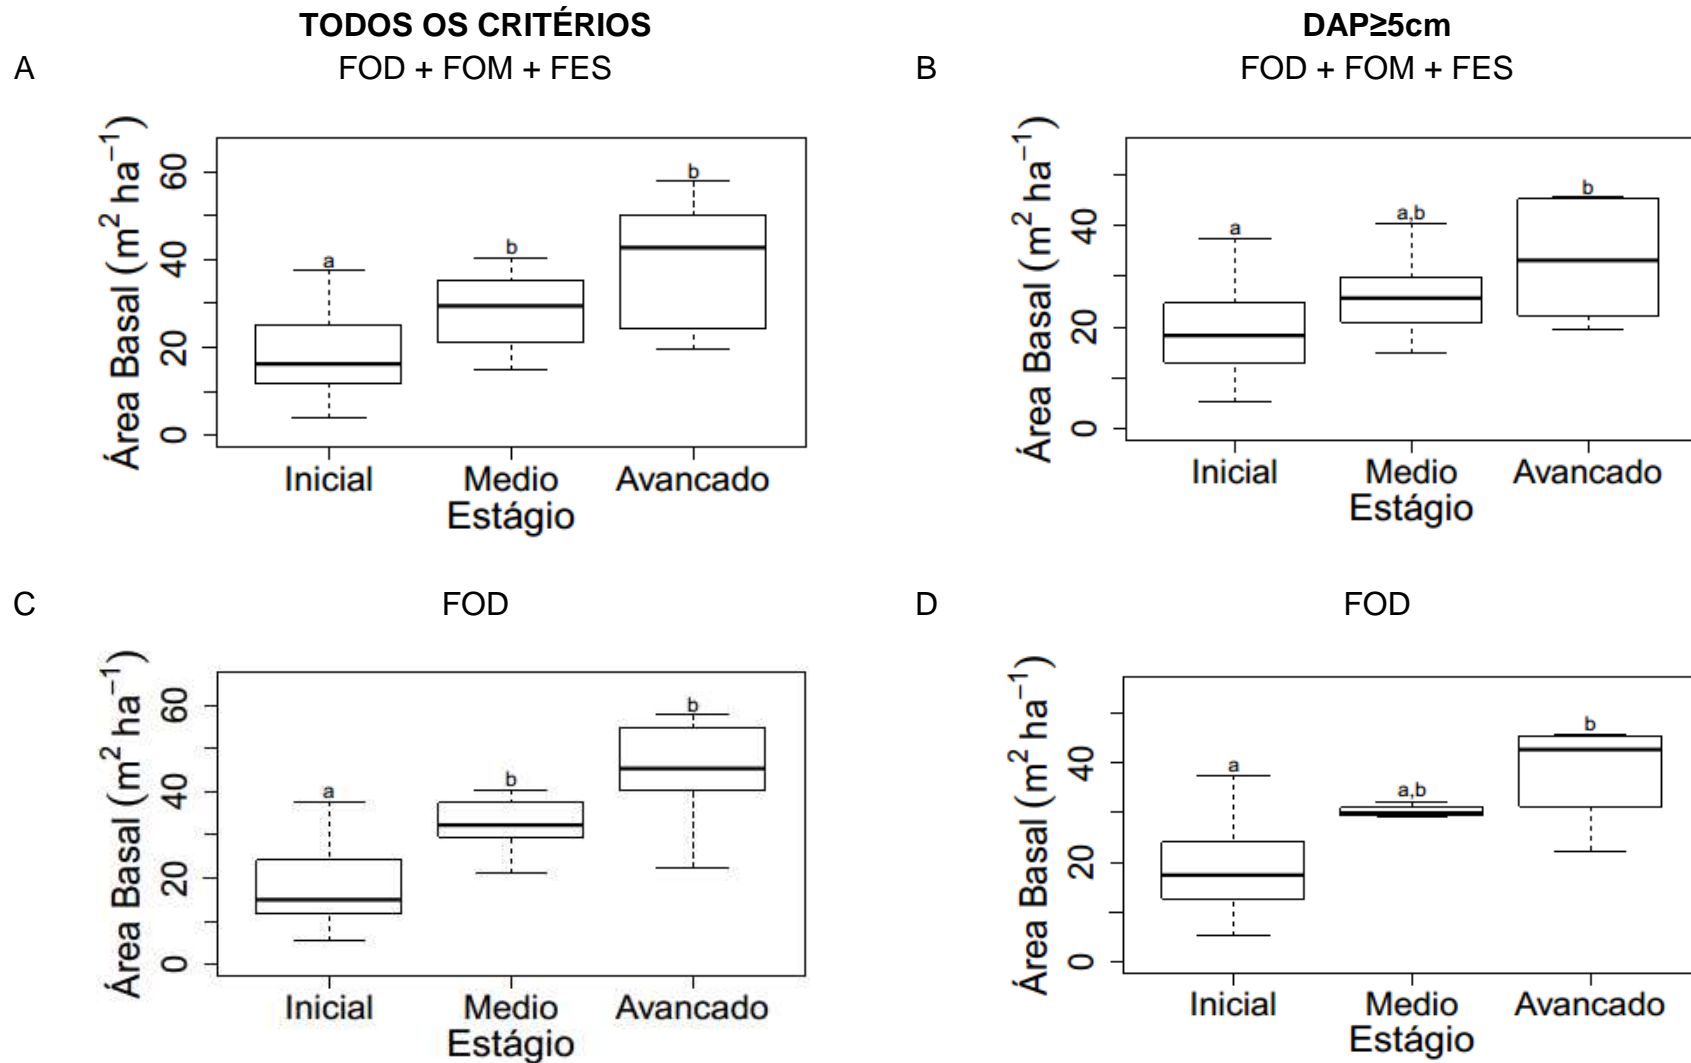 TODOS OS CRITÉRIOS
DAP≥5cm
A
FOD + FOM + FES
B
FOD + FOM + FES
Área Basal (m² ha⁻¹)
60
40
20
0
a
b
b
Inicial
Medio
Avancado
Estágio
Área Basal (m² ha⁻¹)
40
20
0
a
a,b
b
Inicial
Medio
Avancado
Estágio
C
FOD
D
FOD
Área Basal (m² ha⁻¹)
60
40
20
0
a
b
b
Inicial
Medio
Avancado
Estágio
Área Basal (m² ha⁻¹)
40
20
0
a
a,b
b
Inicial
Medio
Avancado
Estágio